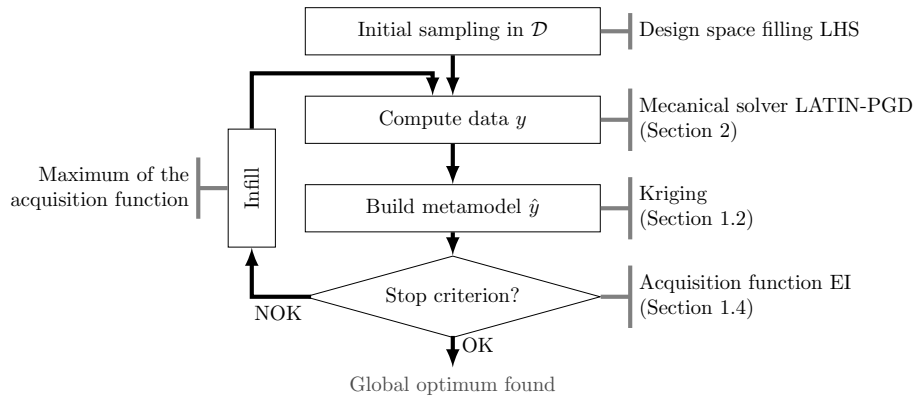 Initial sampling in 𝒟
Design space filling LHS
Compute data y
Mecanical solver LATIN-PGD
(Section 2)
Maximum of the
acquisition function
Infill
Build metamodel ŷ
Kriging
(Section 1.2)
Stop criterion?
Acquisition function EI
(Section 1.4)
NOK
OK
Global optimum found